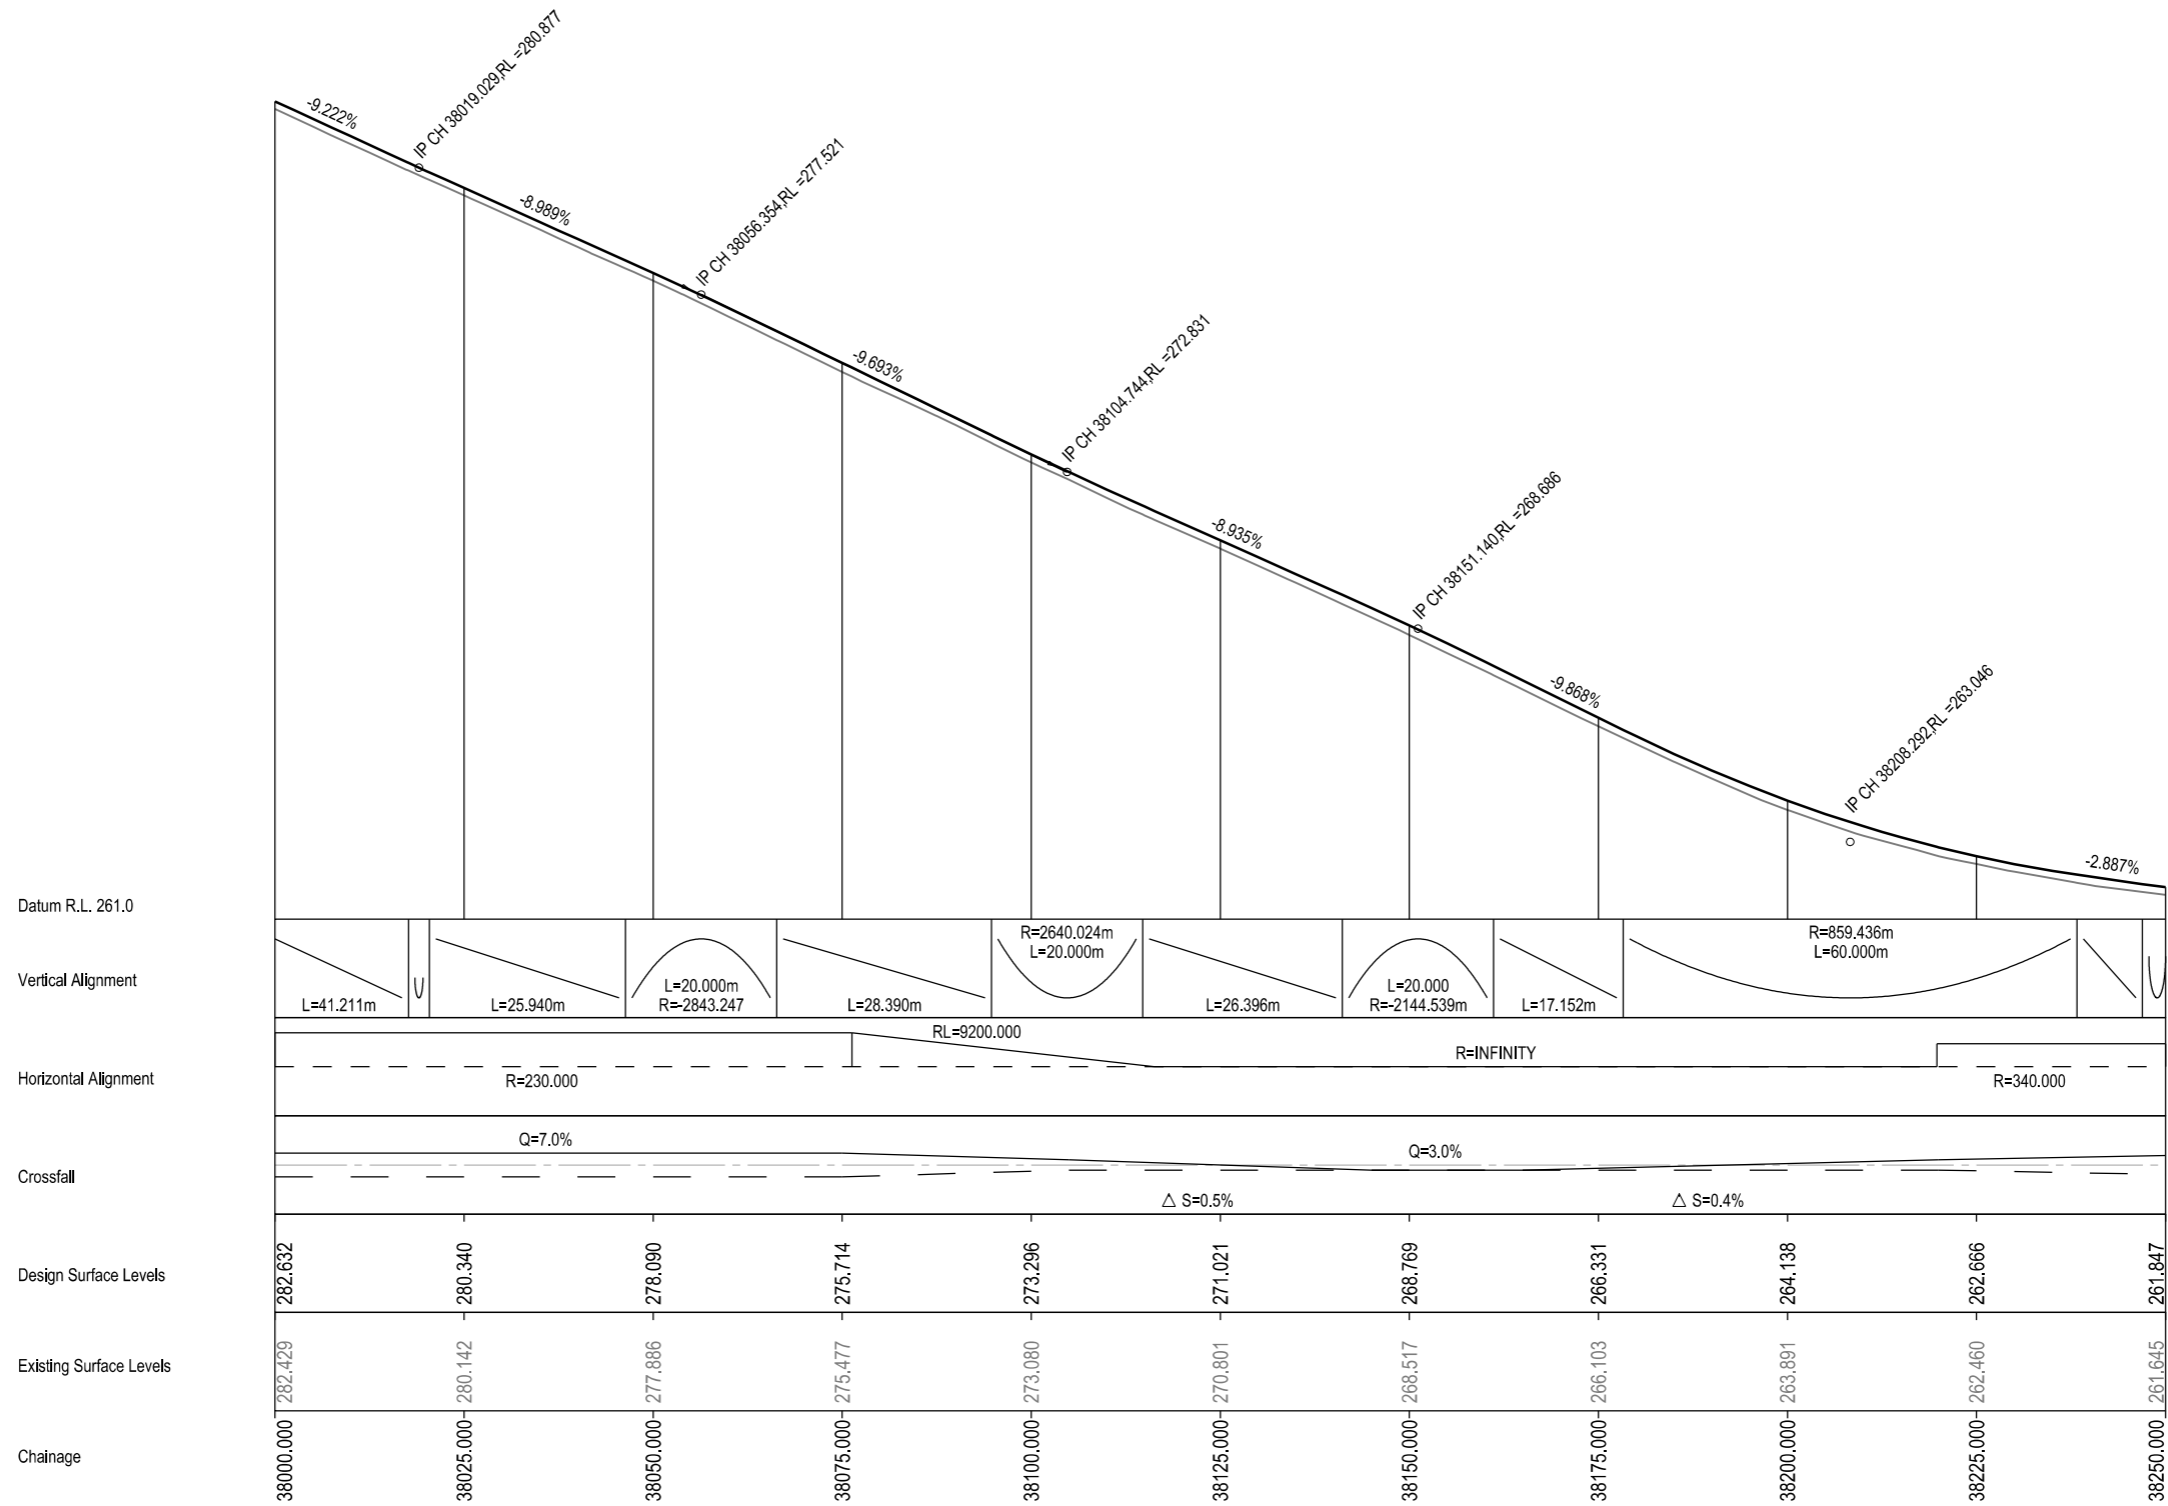 -9.222%
IP CH 38019.029,RL =280.877
-8.989%
IP CH 38056.354,RL =277.521
-9.693%
IP CH 38104.744,RL =272.831
-8.935%
IP CH 38151.140,RL =268.686
-9.868%
IP CH 38208.292,RL =263.046
-2.887%
Datum R.L. 261.0
Vertical Alignment
L=41.211m
L=25.940m
L=20.000m
R=-2843.247
L=28.390m
R=2640.024m
L=20.000m
L=26.396m
L=20.000
R=-2144.539m
L=17.152m
R=859.436m
L=60.000m
Horizontal Alignment
R=230.000
RL=9200.000
R=INFINITY
R=340.000
Crossfall
Q=7.0%
Q=3.0%
△ S=0.5%
△ S=0.4%
Design Surface Levels
282.632
280.340
278.090
275.714
273.296
271.021
268.769
266.331
264.138
262.666
261.847
Existing Surface Levels
282.429
280.142
277.886
275.477
273.080
270.801
268.517
266.103
263.891
262.460
261.645
Chainage
38000.000
38025.000
38050.000
38075.000
38100.000
38125.000
38150.000
38175.000
38200.000
38225.000
38250.000